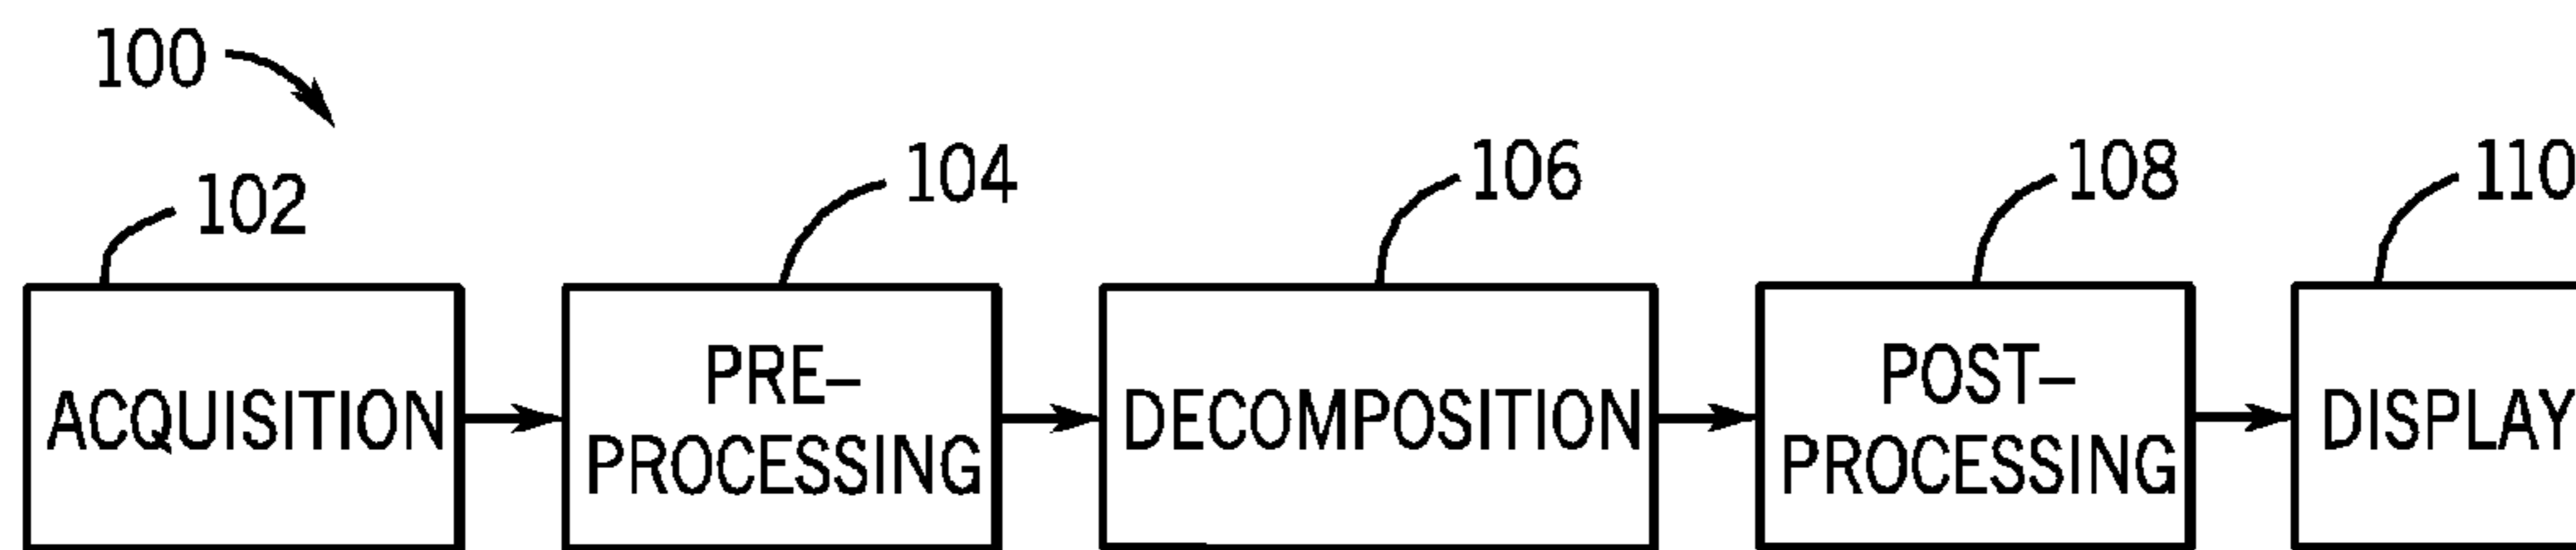 100
102
104
106
108
110
ACQUISITION
PRE–
PROCESSING
DECOMPOSITION
POST–
PROCESSING
DISPLAY